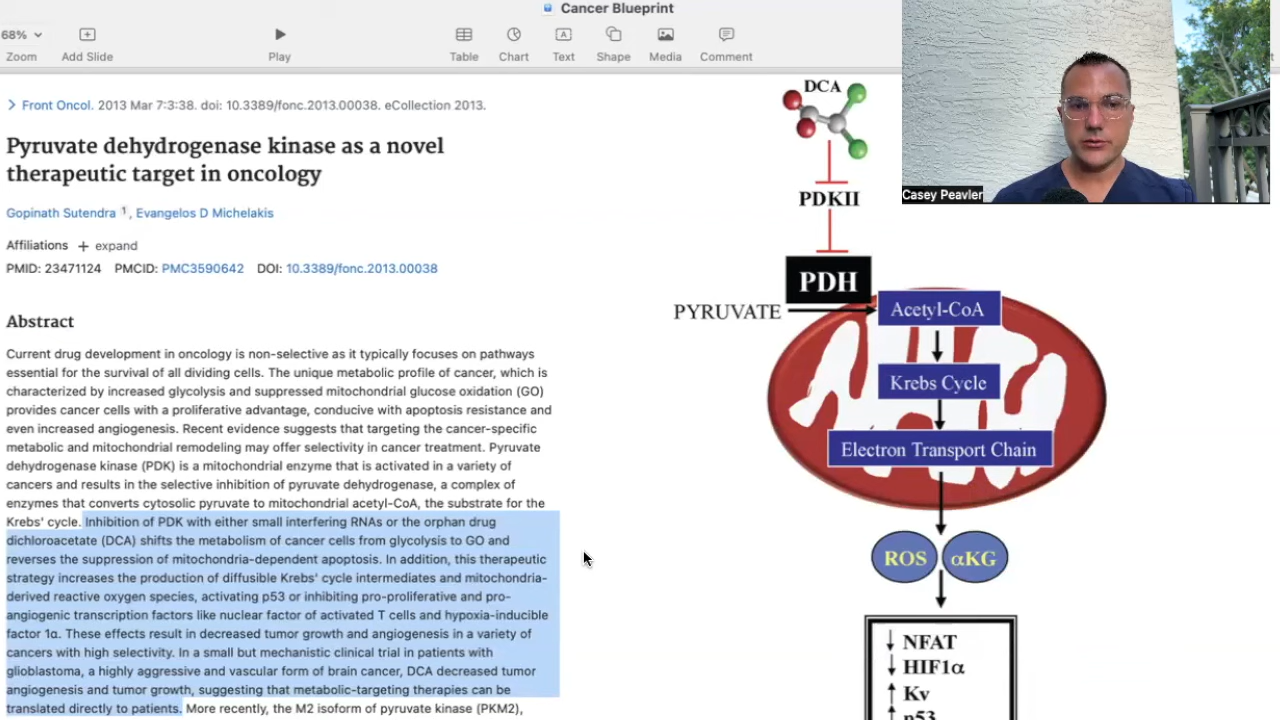 Cancer Blueprint
68%
Zoom
Add Slide
Play
Table
Chart
Text
Shape
Media
Comment
Front Oncol. 2013 Mar 7:3:38. doi: 10.3389/fonc.2013.00038. eCollection 2013.
Pyruvate dehydrogenase kinase as a novel
therapeutic target in oncology
Gopinath Sutendra 1, Evangelos D Michelakis
Affiliations + expand
PMID: 23471124 PMCID: PMC3590642 DOI: 10.3389/fonc.2013.00038
Abstract
Current drug development in oncology is non-selective as it typically focuses on pathways
essential for the survival of all dividing cells. The unique metabolic profile of cancer, which is
characterized by increased glycolysis and suppressed mitochondrial glucose oxidation (GO)
provides cancer cells with a proliferative advantage, conducive with apoptosis resistance and
even increased angiogenesis. Recent evidence suggests that targeting the cancer-specific
metabolic and mitochondrial remodeling may offer selectivity in cancer treatment. Pyruvate
dehydrogenase kinase (PDK) is a mitochondrial enzyme that is activated in a variety of
cancers and results in the selective inhibition of pyruvate dehydrogenase, a complex of
enzymes that converts cytosolic pyruvate to mitochondrial acetyl-CoA, the substrate for the
Krebs' cycle. Inhibition of PDK with either small interfering RNAs or the orphan drug
dichloroacetate (DCA) shifts the metabolism of cancer cells from glycolysis to GO and
reverses the suppression of mitochondria-dependent apoptosis. In addition, this therapeutic
strategy increases the production of diffusible Krebs' cycle intermediates and mitochondria-
derived reactive oxygen species, activating p53 or inhibiting pro-proliferative and pro-
angiogenic transcription factors like nuclear factor of activated T cells and hypoxia-inducible
factor 1α. These effects result in decreased tumor growth and angiogenesis in a variety of
cancers with high selectivity. In a small but mechanistic clinical trial in patients with
glioblastoma, a highly aggressive and vascular form of brain cancer, DCA decreased tumor
angiogenesis and tumor growth, suggesting that metabolic-targeting therapies can be
translated directly to patients. More recently, the M2 isoform of pyruvate kinase (PKM2),
DCA
PDKII
PDH
PYRUVATE
Acetyl-CoA
Krebs Cycle
Electron Transport Chain
ROS
αKG
↓ NFAT
↓ HIF1α
↑ Kv
↑ p53
Casey Peavler